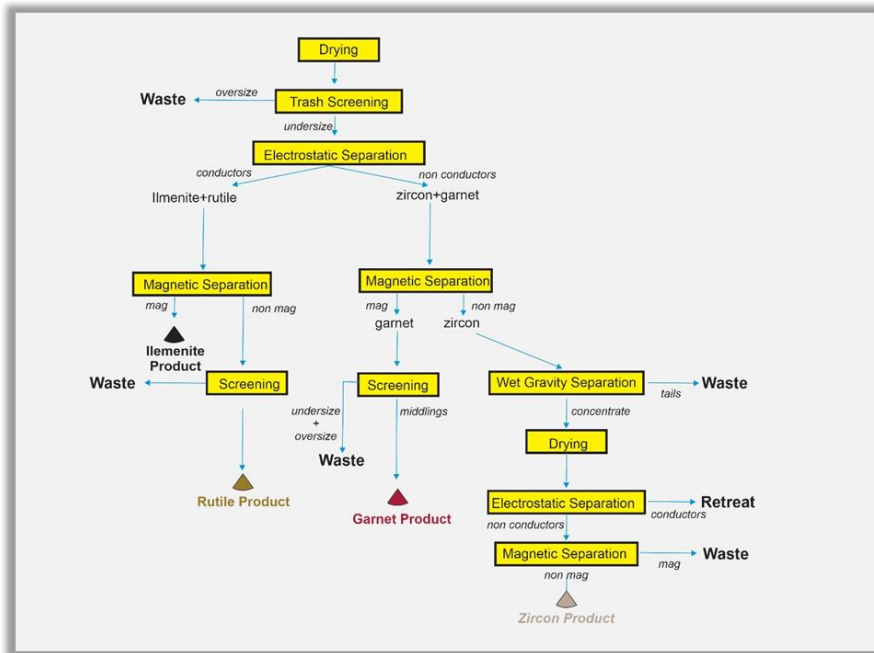 Drying
Waste
oversize
Trash Screening
undersize
Electrostatic Separation
conductors
non conductors
Ilmenite+rutile
zircon+garnet
Magnetic Separation
Magnetic Separation
mag
non mag
mag
non mag
garnet
zircon
Ilemenite
Product
Waste
Screening
Screening
Wet Gravity Separation
Waste
tails
undersize
+
oversize
middlings
concentrate
Waste
Drying
Rutile Product
Garnet Product
Electrostatic Separation
Retreat
conductors
non conductors
Magnetic Separation
Waste
mag
non mag
Zircon Product